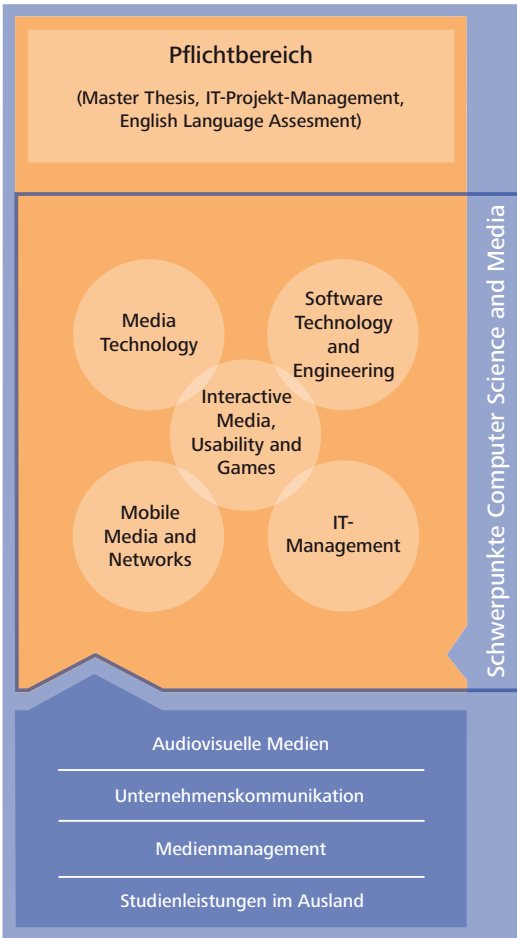 Pflichtbereich
(Master Thesis, IT-Projekt-Management,
English Language Assesment)
Media
Technology
Software
Technology
and
Engineering
Interactive
Media,
Usability and
Games
Mobile
Media and
Networks
IT-
Management
Schwerpunkte Computer Science and Media
Audiovisuelle Medien
Unternehmenskommunikation
Medienmanagement
Studienleistungen im Ausland